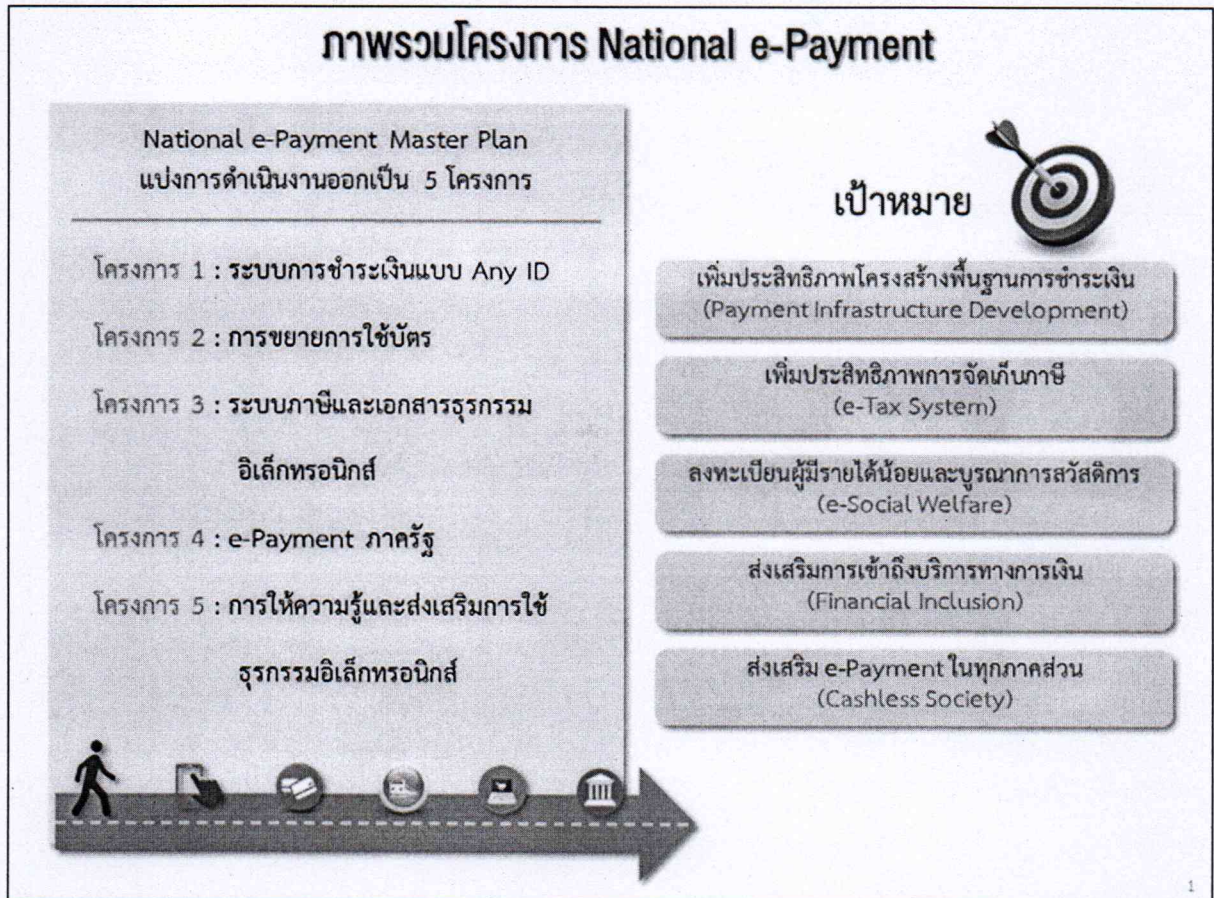 ภาพรวมโครงการ National e-Payment
National e-Payment Master Plan
แบ่งการดำเนินงานออกเป็น 5 โครงการ
โครงการ 1 : ระบบการชำระเงินแบบ Any ID
โครงการ 2 : การขยายการใช้บัตร
โครงการ 3 : ระบบภาษีและเอกสารธุรกรรม
อิเล็กทรอนิกส์
โครงการ 4 : e-Payment ภาครัฐ
โครงการ 5 : การให้ความรู้และส่งเสริมการใช้
ธุรกรรมอิเล็กทรอนิกส์
เป้าหมาย
เพิ่มประสิทธิภาพโครงสร้างพื้นฐานการชำระเงิน
(Payment Infrastructure Development)
เพิ่มประสิทธิภาพการจัดเก็บภาษี
(e-Tax System)
ลงทะเบียนผู้มีรายได้น้อยและบูรณาการสวัสดิการ
(e-Social Welfare)
ส่งเสริมการเข้าถึงบริการทางการเงิน
(Financial Inclusion)
ส่งเสริม e-Payment ในทุกภาคส่วน
(Cashless Society)
1